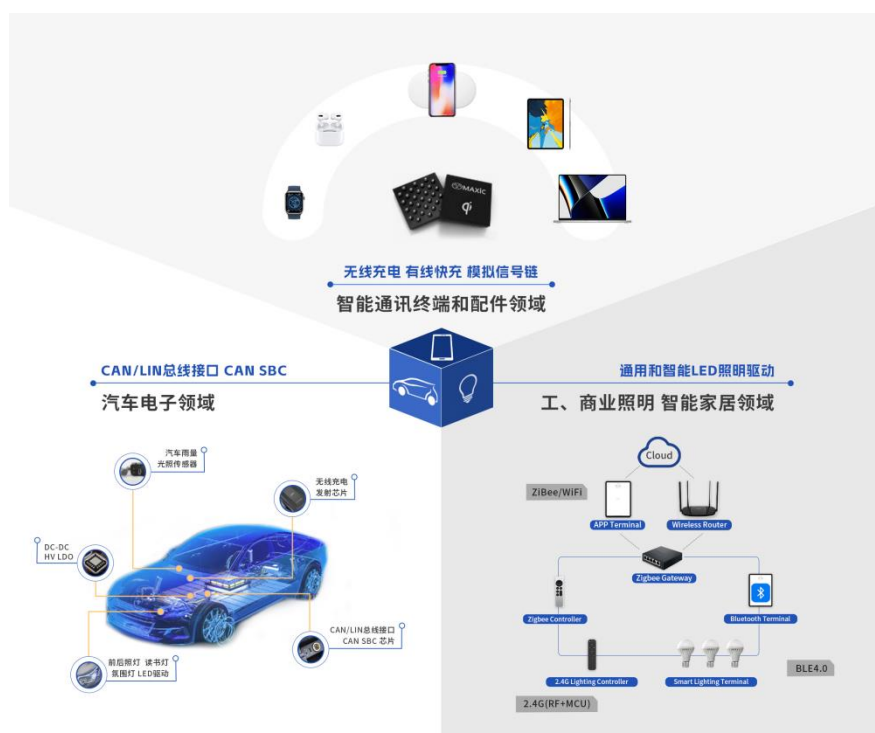 MAXIC
Qi
无线充电 有线快充 模拟信号链
智能通讯终端和配件领域
CAN/LIN总线接口 CAN SBC
汽车电子领域
汽车雨量
光照传感器
无线充电
发射芯片
DC-DC
HV LDO
CAN/LIN总线接口
CAN SBC 芯片
前后照灯 读书灯
氛围灯 LED驱动
通用和智能LED照明驱动
工、商业照明 智能家居领域
Cloud
ZiBee/WiFi
APP Terminal
Wireless Router
Zigbee Gateway
Zigbee Controller
Bluetooth Terminal
2.4G Lighting Controller
Smart Lighting Terminal
BLE4.0
2.4G(RF+MCU)